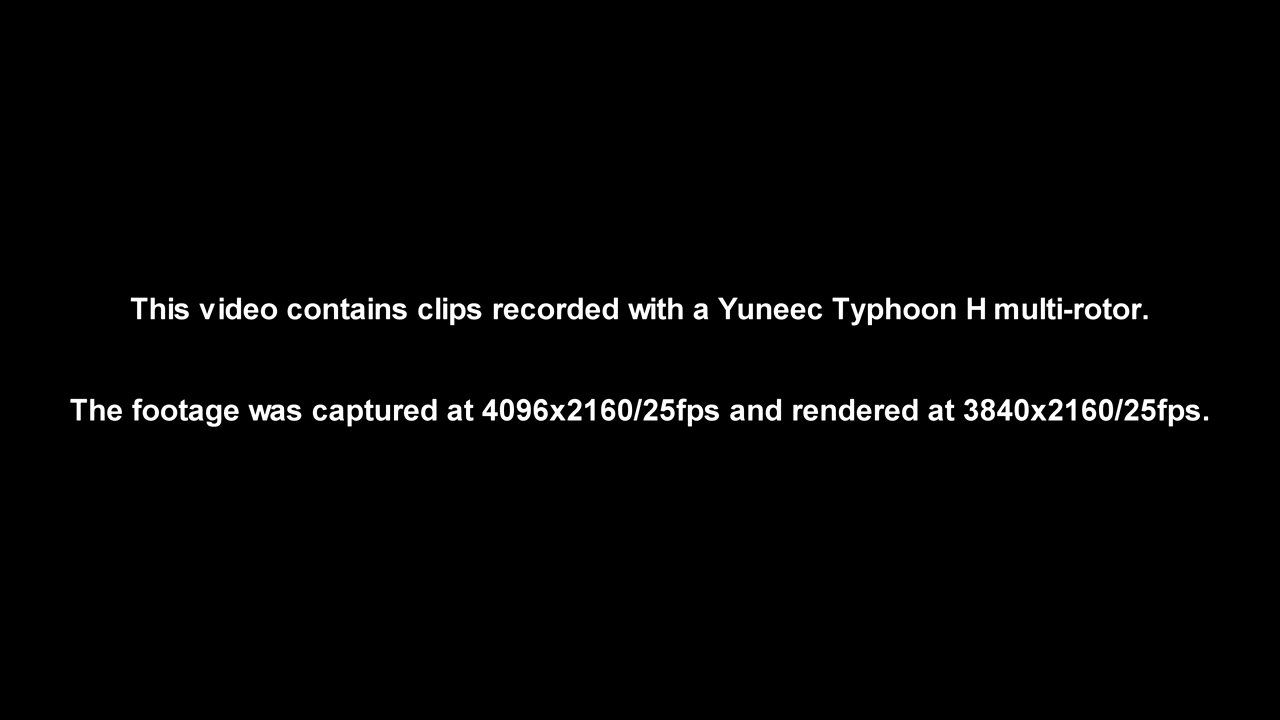 This video contains clips recorded with a Yuneec Typhoon H multi-rotor.
The footage was captured at 4096x2160/25fps and rendered at 3840x2160/25fps.